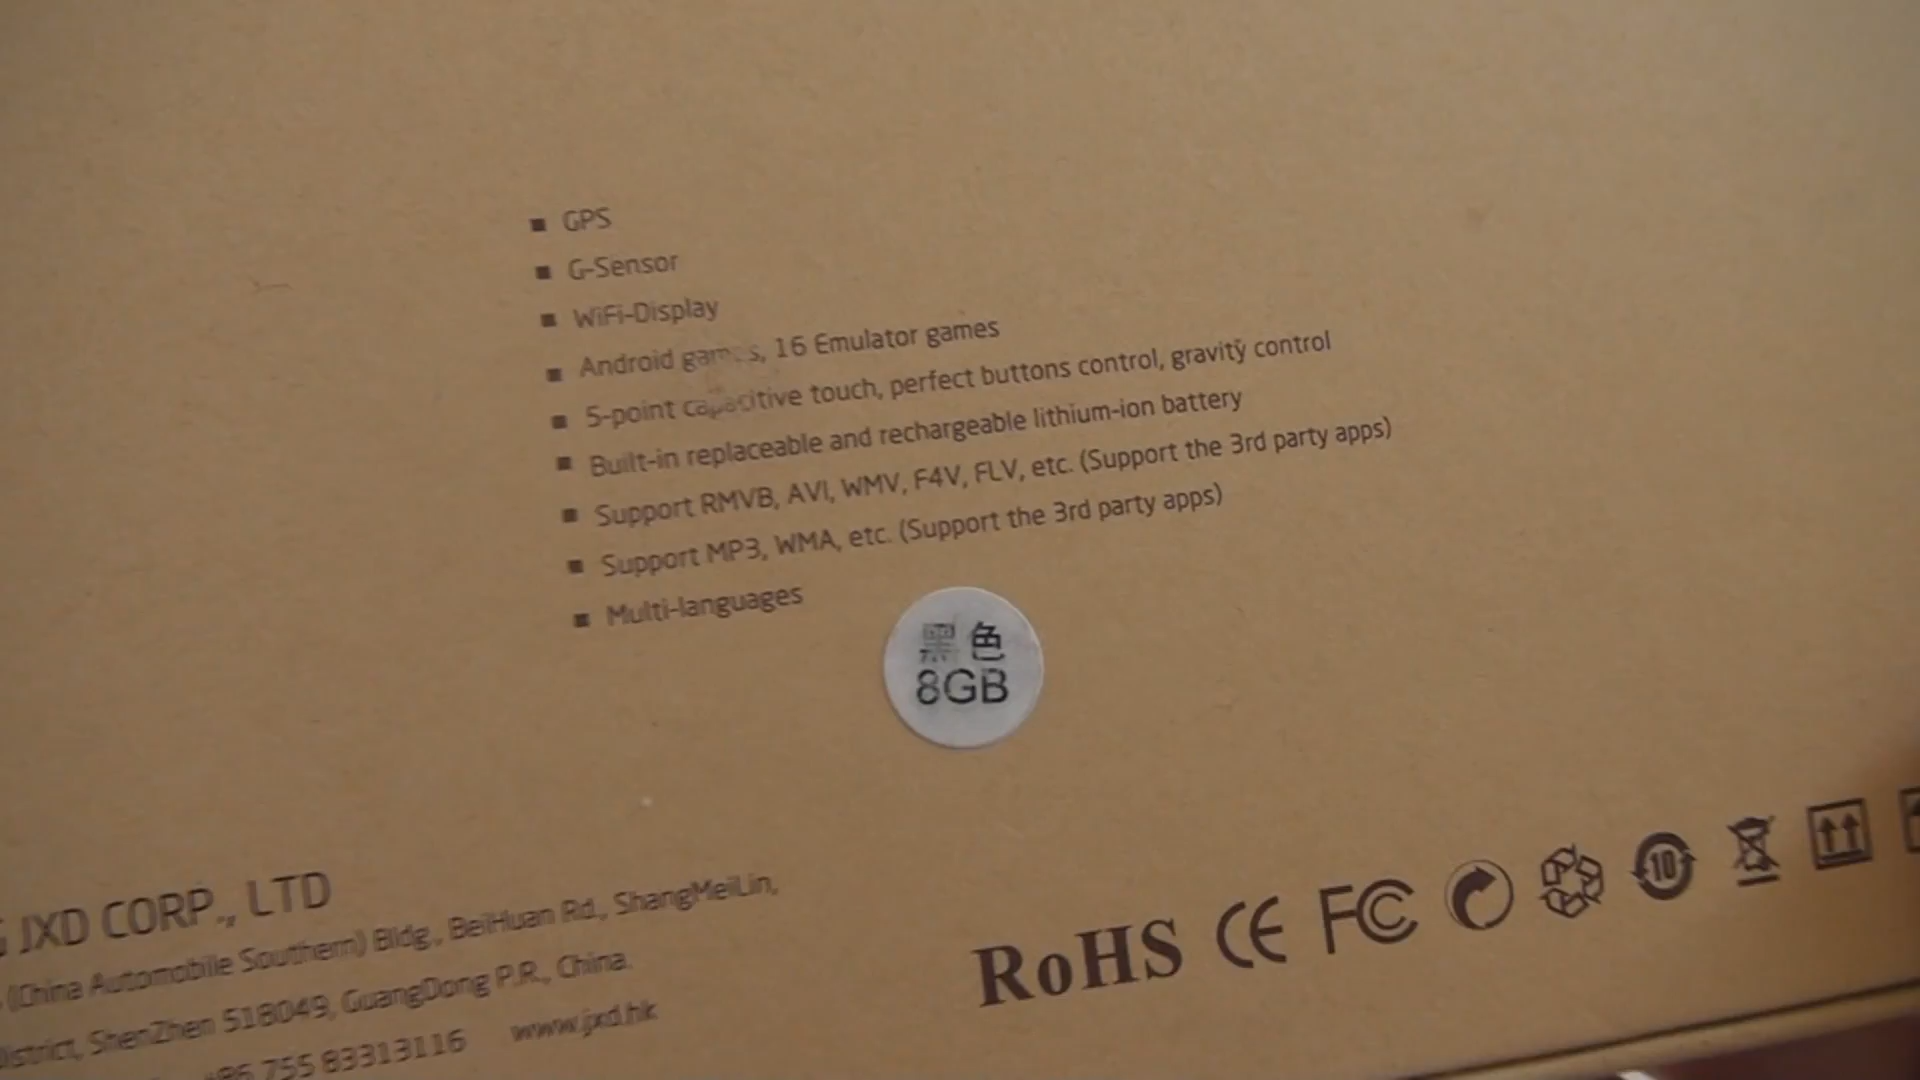 GPS
G-Sensor
WiFi-Display
Android games, 16 Emulator games
5-point capacitive touch, perfect buttons control, gravity control
Built-in replaceable and rechargeable lithium-ion battery
Support RMVB, AVI, WMV, F4V, FLV, etc. (Support the 3rd party apps)
Support MP3, WMA, etc. (Support the 3rd party apps)
Multi-languages
黑色
8GB
JXD CORP., LTD
(China Automobile Southern) Bldg., BeiHuan Rd., ShangMeiLin,
District, ShenZhen 518049, GuangDong P.R., China.
+86 755 83313116 www.jxd.hk
RoHS CE FC 10